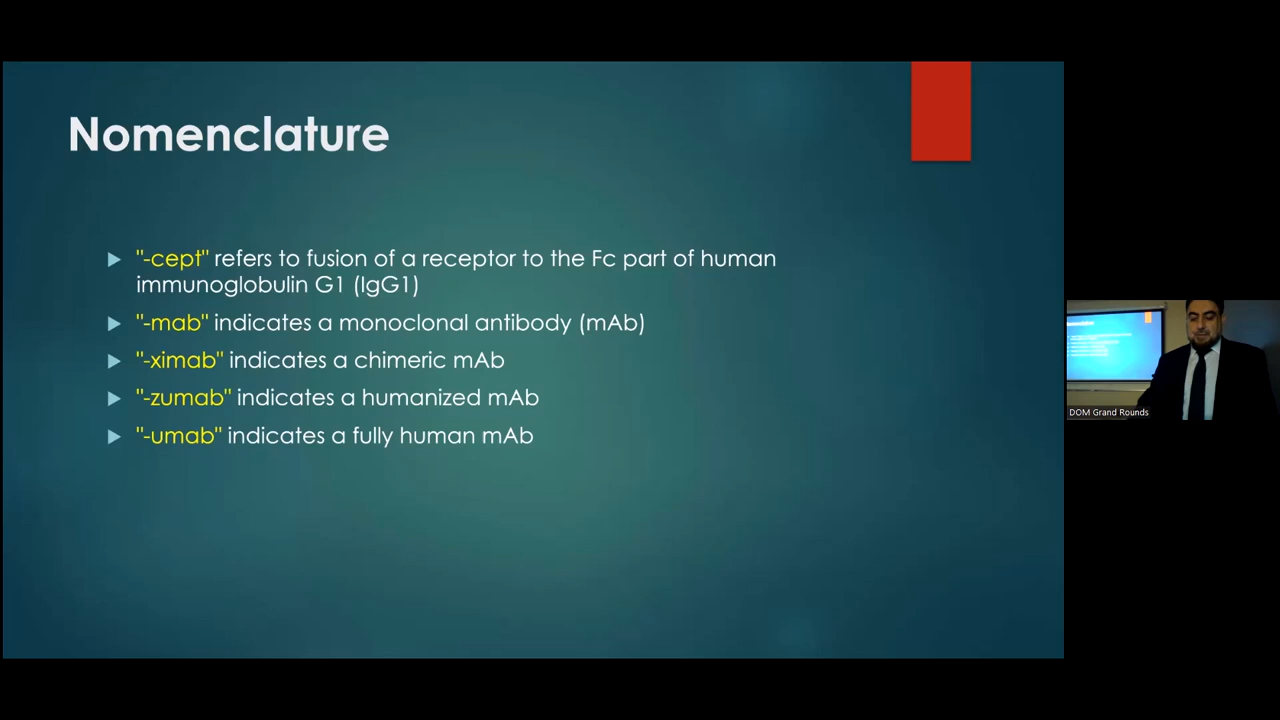 Nomenclature
"-cept" refers to fusion of a receptor to the Fc part of human
immunoglobulin G1 (IgG1)
"-mab" indicates a monoclonal antibody (mAb)
"-ximab" indicates a chimeric mAb
"-zumab" indicates a humanized mAb
"-umab" indicates a fully human mAb
DOM Grand Rounds